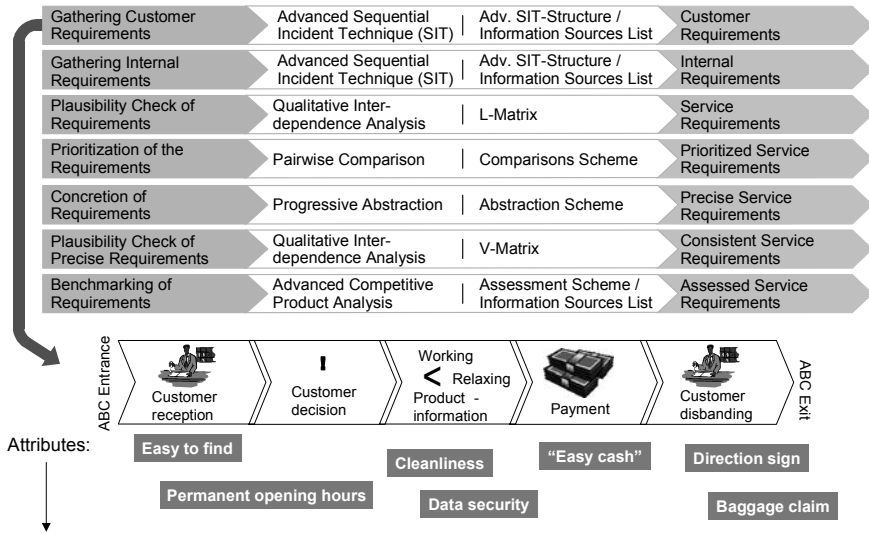 Gathering Customer
Requirements
Advanced Sequential
Incident Technique (SIT)
Adv. SIT-Structure /
Information Sources List
Customer
Requirements
Gathering Internal
Requirements
Advanced Sequential
Incident Technique (SIT)
Adv. SIT-Structure /
Information Sources List
Internal
Requirements
Plausibility Check of
Requirements
Qualitative Inter-
dependence Analysis
L-Matrix
Service
Requirements
Prioritization of the
Requirements
Pairwise Comparison
Comparisons Scheme
Prioritized Service
Requirements
Concretion of
Requirements
Progressive Abstraction
Abstraction Scheme
Precise Service
Requirements
Plausibility Check of
Precise Requirements
Qualitative Inter-
dependence Analysis
V-Matrix
Consistent Service
Requirements
Benchmarking of
Requirements
Advanced Competitive
Product Analysis
Assessment Scheme /
Information Sources List
Assessed Service
Requirements
ABC Entrance
Customer
reception
!
Customer
decision
Working
< Relaxing
Product -
information
Payment
Customer
disbanding
ABC Exit
Attributes:
Easy to find
Permanent opening hours
Cleanliness
Data security
“Easy cash”
Direction sign
Baggage claim